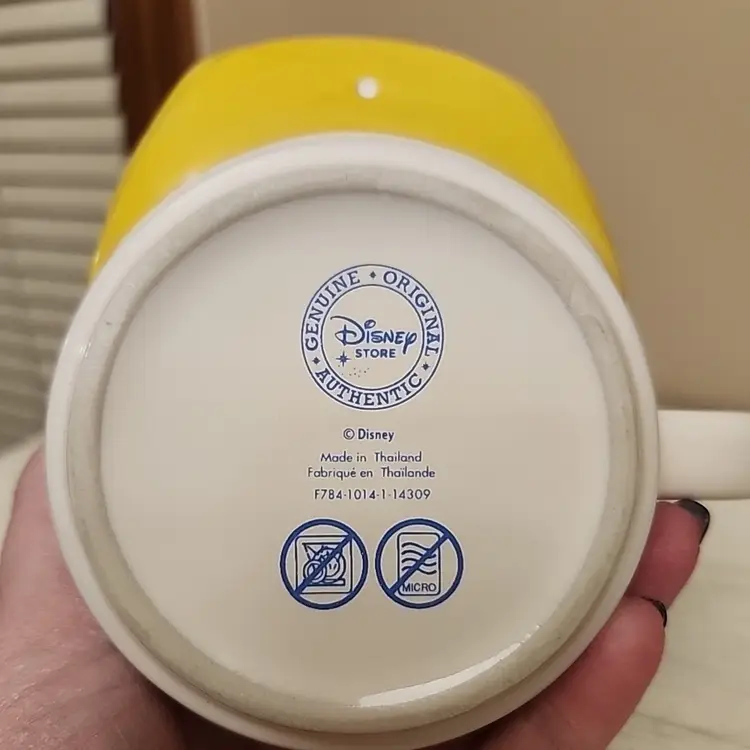 GENUINE • ORIGINAL • AUTHENTIC •
Disney
STORE
© Disney
Made in Thailand
Fabriqué en Thaïlande
F784-1014-1-14309
MICRO